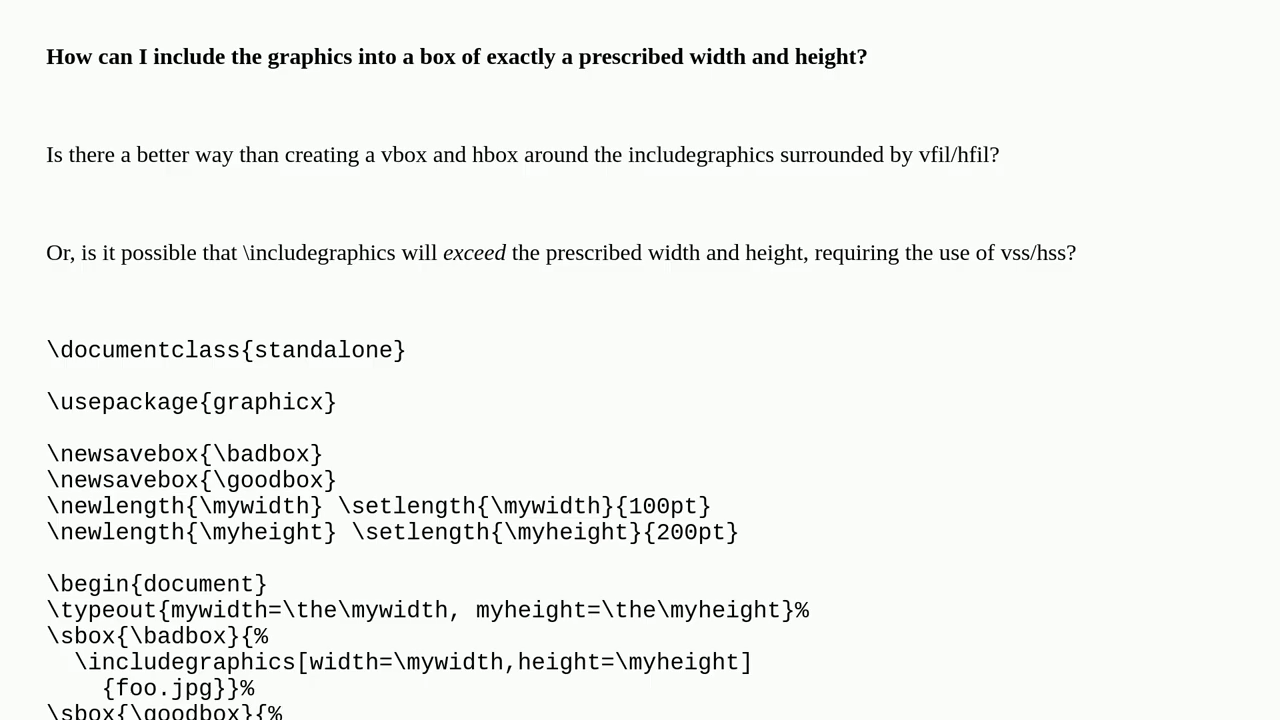 How can I include the graphics into a box of exactly a prescribed width and height?
Is there a better way than creating a vbox and hbox around the includegraphics surrounded by vfil/hfil?
Or, is it possible that \includegraphics will exceed the prescribed width and height, requiring the use of vss/hss?
\documentclass{standalone}
\usepackage{graphicx}
\newsavebox{\badbox}
\newsavebox{\goodbox}
\newlength{\mywidth} \setlength{\mywidth}{100pt}
\newlength{\myheight} \setlength{\myheight}{200pt}
\begin{document}
\typeout{mywidth=\the\mywidth, myheight=\the\myheight}%
\sbox{\badbox}{%
  \includegraphics[width=\mywidth,height=\myheight]
    {foo.jpg}}%
\sbox{\goodbox}{%